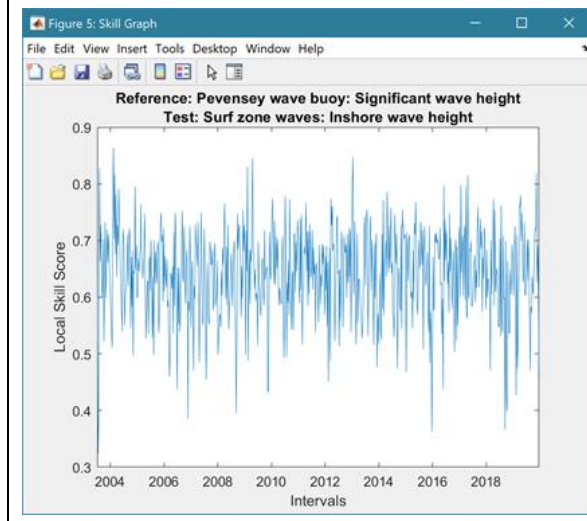 Figure 5: Skill Graph
File Edit View Insert Tools Desktop Window Help
Reference: Pevensey wave buoy: Significant wave height
Test: Surf zone waves: Inshore wave height
0.9
0.8
0.7
0.6
0.5
0.4
0.3
Local Skill Score
2004 2006 2008 2010 2012 2014 2016 2018
Intervals